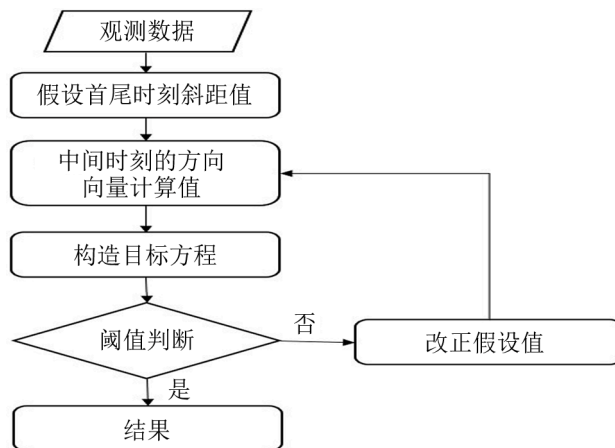 观测数据
假设首尾时刻斜距值
中间时刻的方向
向量计算值
构造目标方程
阈值判断
否
改正假设值
是
结果